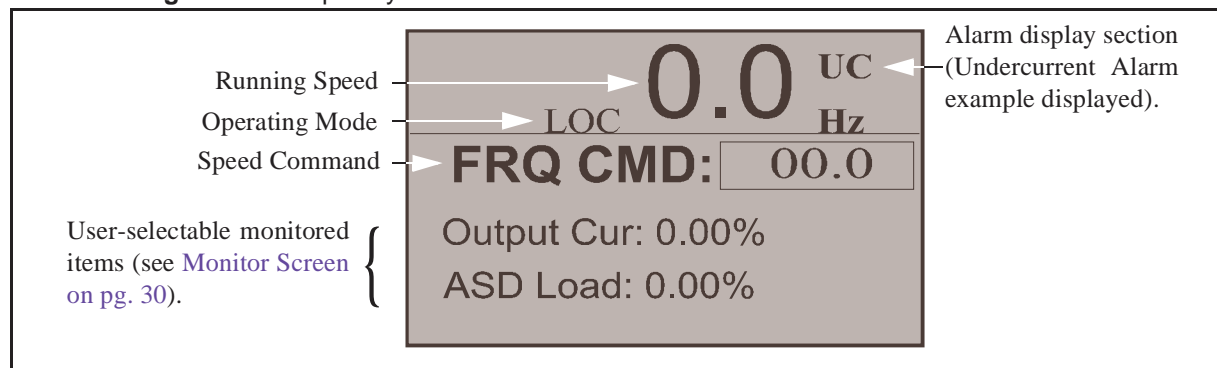 Running Speed
Operating Mode
Speed Command
User-selectable monitored
items (see Monitor Screen
on pg. 30).
0.0
UC
LOC
Hz
FRQ CMD: 00.0
Output Cur: 0.00%
ASD Load: 0.00%
Alarm display section
(Undercurrent Alarm
example displayed).